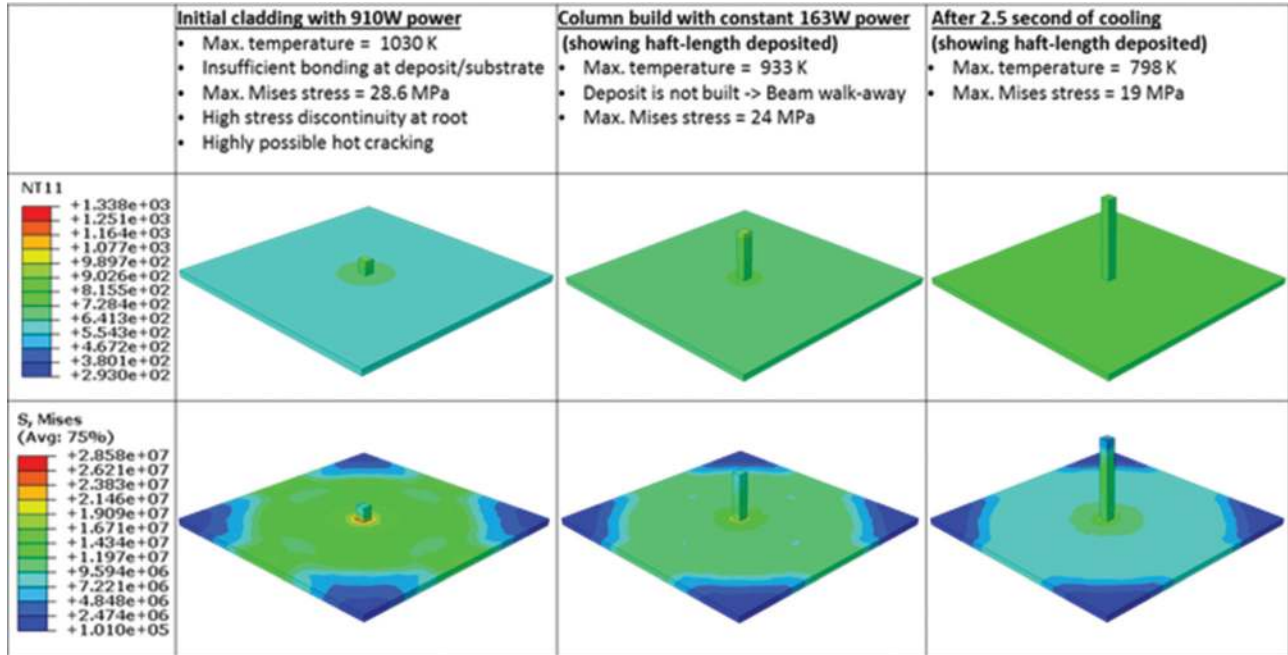 Initial cladding with 910W power
• Max. temperature = 1030 K
• Insufficient bonding at deposit/substrate
• Max. Mises stress = 28.6 MPa
• High stress discontinuity at root
• Highly possible hot cracking
Column build with constant 163W power
(showing haft-length deposited)
• Max. temperature = 933 K
• Deposit is not built -> Beam walk-away
• Max. Mises stress = 24 MPa
After 2.5 second of cooling
(showing haft-length deposited)
• Max. temperature = 798 K
• Max. Mises stress = 19 MPa
NT11
+1.338e+03
+1.251e+03
+1.164e+03
+1.077e+03
+9.897e+02
+9.026e+02
+8.155e+02
+7.284e+02
+6.413e+02
+5.543e+02
+4.672e+02
+3.801e+02
+2.930e+02
S, Mises
(Avg: 75%)
+2.858e+07
+2.621e+07
+2.383e+07
+2.146e+07
+1.909e+07
+1.671e+07
+1.434e+07
+1.197e+07
+9.594e+06
+7.221e+06
+4.848e+06
+2.474e+06
+1.010e+05